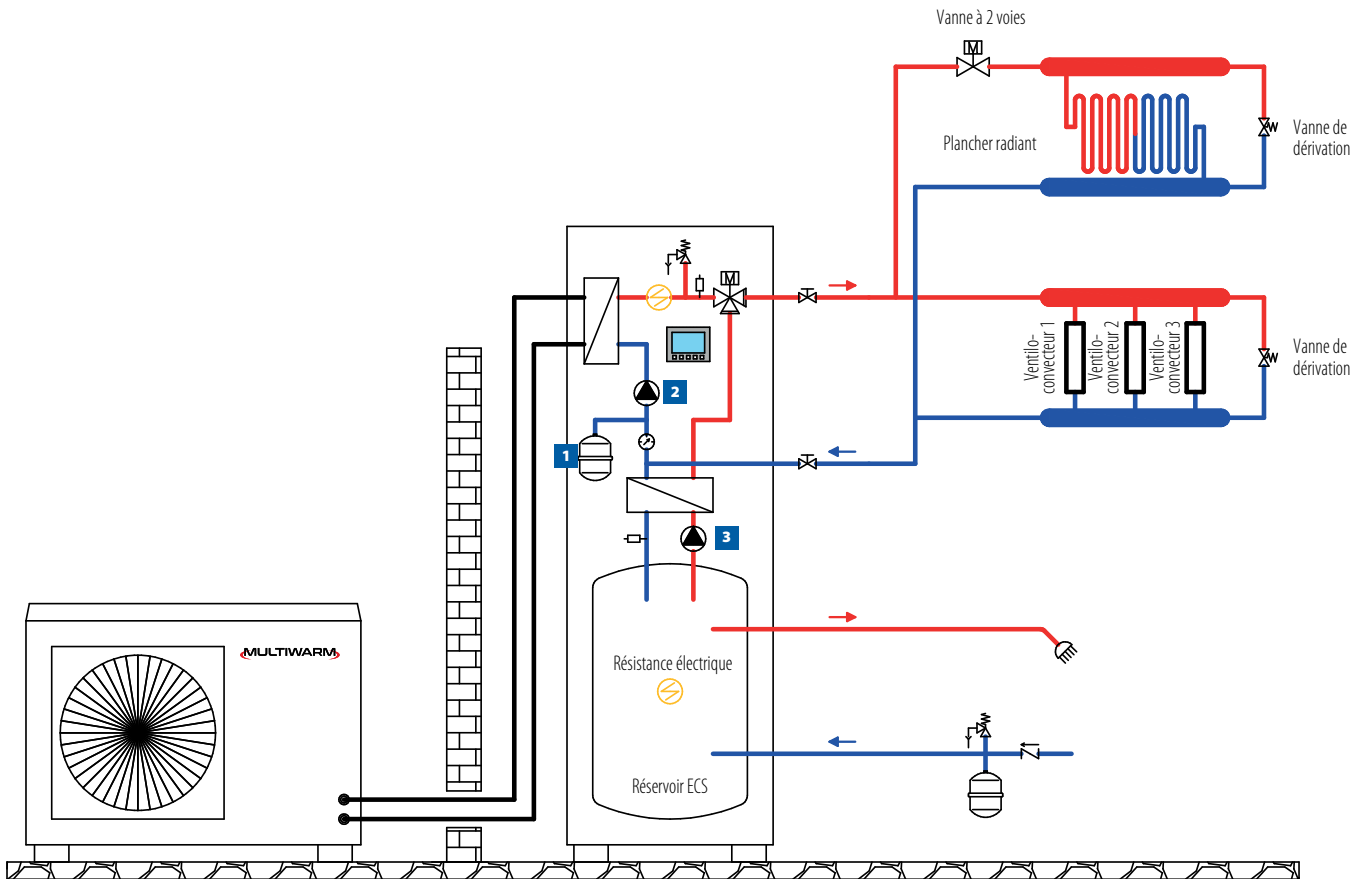 Vanne à 2 voies
Plancher radiant
Vanne de
dérivation
Ventilo-
convecteur 1
Ventilo-
convecteur 2
Ventilo-
convecteur 3
Vanne de
dérivation
M
M
2
1
3
MULTIWARM
Résistance électrique
Réservoir ECS